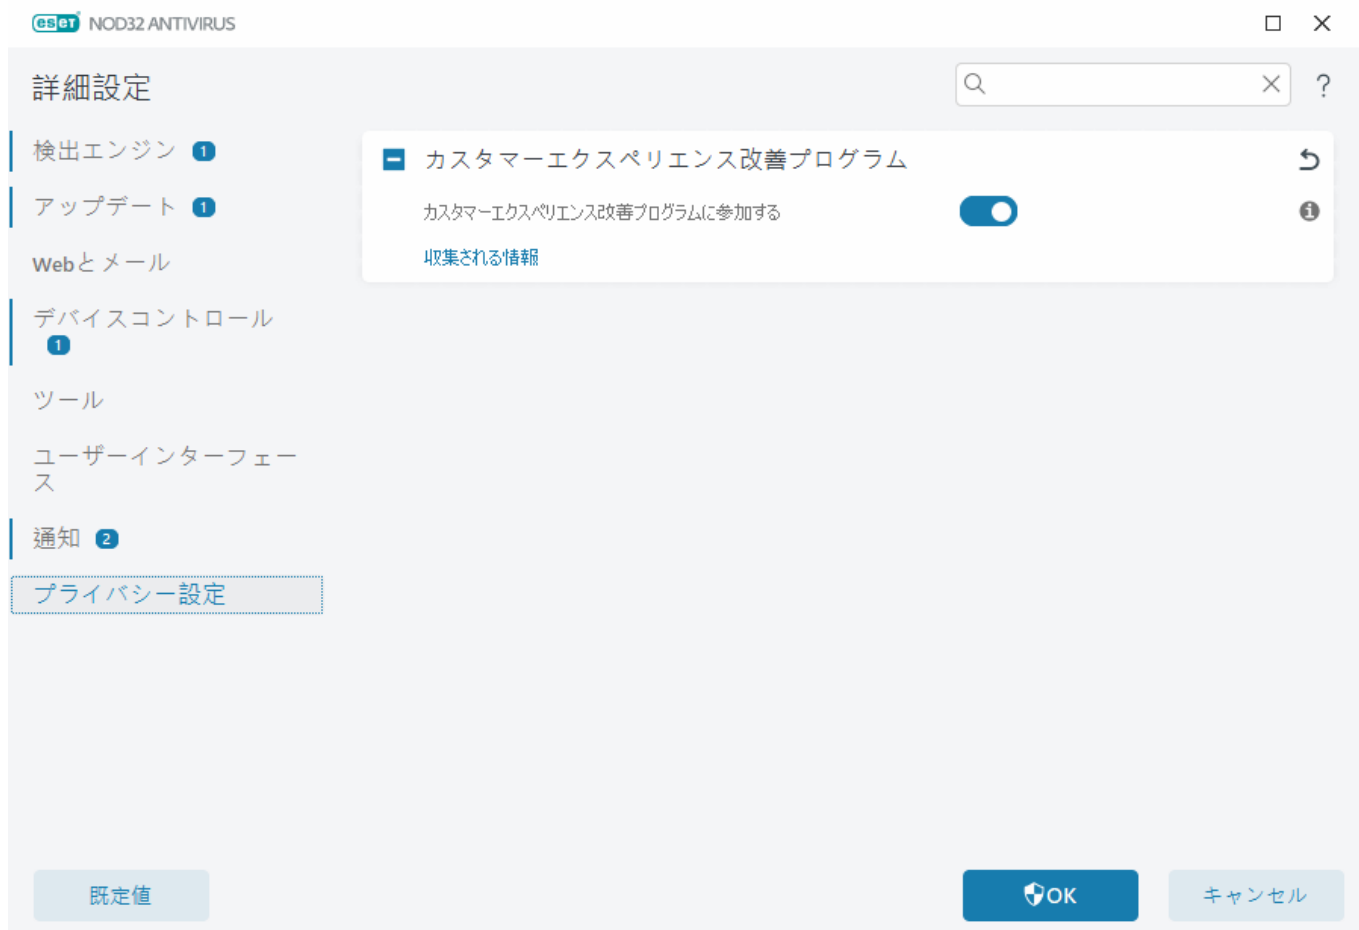 eset NOD32 ANTIVIRUS
詳細設定
?
検出エンジン 1
アップデート 1
Webとメール
デバイスコントロール
1
ツール
ユーザーインターフェー
ス
通知 2
プライバシー設定
カスタマーエクスペリエンス改善プログラム
カスタマーエクスペリエンス改善プログラムに参加する
収集される情報
既定値
OK
キャンセル